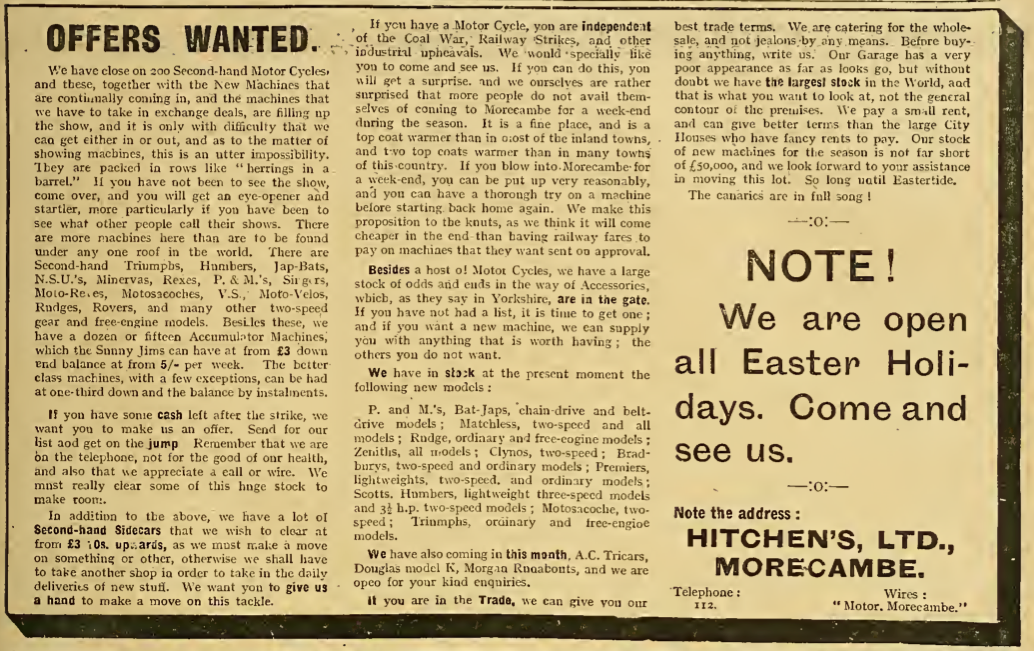 OFFERS WANTED.
We have close on 200 Second-hand Motor Cycles
and these, together with the New Machines that
are continually coming in, and the machines that
we have to take in exchange deals, are filling up
the show, and it is only with difficulty that we
can get either in or out, and as to the matter of
showing machines, this is an utter impossibility.
They are packed in rows like "herrings in a
barrel." If you have not been to see the show,
come over, and you will get an eye-opener and
startler, more particularly if you have been to
see what other people call their shows. There
are more machines here than are to be found
under any one roof in the world. There are
Second-hand Triumphs, Humbers, Jap-Bats,
N.S.U.'s, Minervas, Rexes, P. & M.'s, Singers,
Moto-Reves, Motosacoches, V.S., Moto-Velos,
Rudges, Rovers, and many other two-speed
gear and free-engine models. Besides these, we
have a dozen or fifteen Accumulator Machines,
which the Sunny Jims can have at from £3 down
and balance at from 5/- per week. The better
class machines, with a few exceptions, can be had
at one-third down and the balance by instalments.
If you have some cash left after the strike, we
want you to make us an offer. Send for our
list and get on the jump Remember that we are
on the telephone, not for the good of our health,
and also that we appreciate a call or wire. We
must really clear some of this huge stock to
make room.
In addition to the above, we have a lot of
Second-hand Sidecars that we wish to clear at
from £3 10s. upwards, as we must make a move
on something or other, otherwise we shall have
to take another shop in order to take in the daily
deliveries of new stuff. We want you to give us
a hand to make a move on this tackle.
If you have a Motor Cycle, you are independent
of the Coal War, Railway Strikes, and other
industrial upheavals. We would specially like
you to come and see us. If you can do this, you
will get a surprise, and we ourselves are rather
surprised that more people do not avail them-
selves of coming to Morecambe for a week-end
during the season. It is a fine place, and is a
top coat warmer than in most of the inland towns,
and two top coats warmer than in many towns
of this country. If you blow into Morecambe for
a week-end, you can be put up very reasonably,
and you can have a thorough try on a machine
before starting back home again. We make this
proposition to the knuts, as we think it will come
cheaper in the end than having railway fares to
pay on machines that they want sent on approval.
Besides a host of Motor Cycles, we have a large
stock of odds and ends in the way of Accessories,
which, as they say in Yorkshire, are in the gate.
If you have not had a list, it is time to get one;
and if you want a new machine, we can supply
you with anything that is worth having; the
others you do not want.
We have in stock at the present moment the
following new models:
P. and M.'s, Bat-Japs, chain-drive and belt-
drive models; Matchless, two-speed and all
models; Rudge, ordinary and free-engine models;
Zeniths, all models; Clynos, two-speed; Brad-
burys, two-speed and ordinary models; Premiers,
lightweights, two-speed, and ordinary models;
Scotts, Humbers, lightweight three-speed models
and 3½ h.p. two-speed models; Motosacoche, two-
speed; Triumphs, ordinary and free-engine
models.
We have also coming in this month, A.C. Tricars,
Douglas model K, Morgan Runabouts, and we are
open for your kind enquiries.
If you are in the Trade, we can give you our
best trade terms. We are catering for the whole-
sale, and not jealous by any means. Before buy-
ing anything, write us. Our Garage has a very
poor appearance as far as looks go, but without
doubt we have the largest stock in the World, and
that is what you want to look at, not the general
contour of the premises. We pay a small rent,
and can give better terms than the large City
Houses who have fancy rents to pay. Our stock
of new machines for the season is not far short
of £50,000, and we look forward to your assistance
in moving this lot. So long until Eastertide.
The canaries are in full song!
—:o:—
NOTE!
We are open
all Easter Holi-
days. Come and
see us.
—:o:—
Note the address:
HITCHEN'S, LTD.,
MORECAMBE.
Telephone: Wires:
112. "Motor, Morecambe."